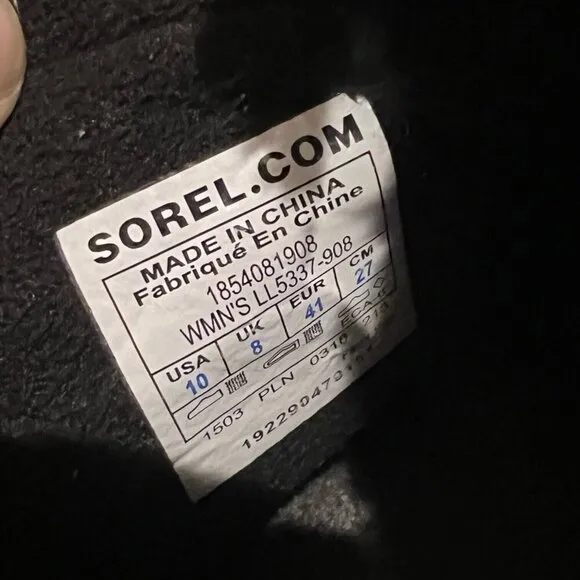 SOREL.COM
MADE IN CHINA
Fabriqué En Chine
1854081908
WMN'S LL5337-908
USA UK EUR CM
10 8 41 27
1503 PLN 0318